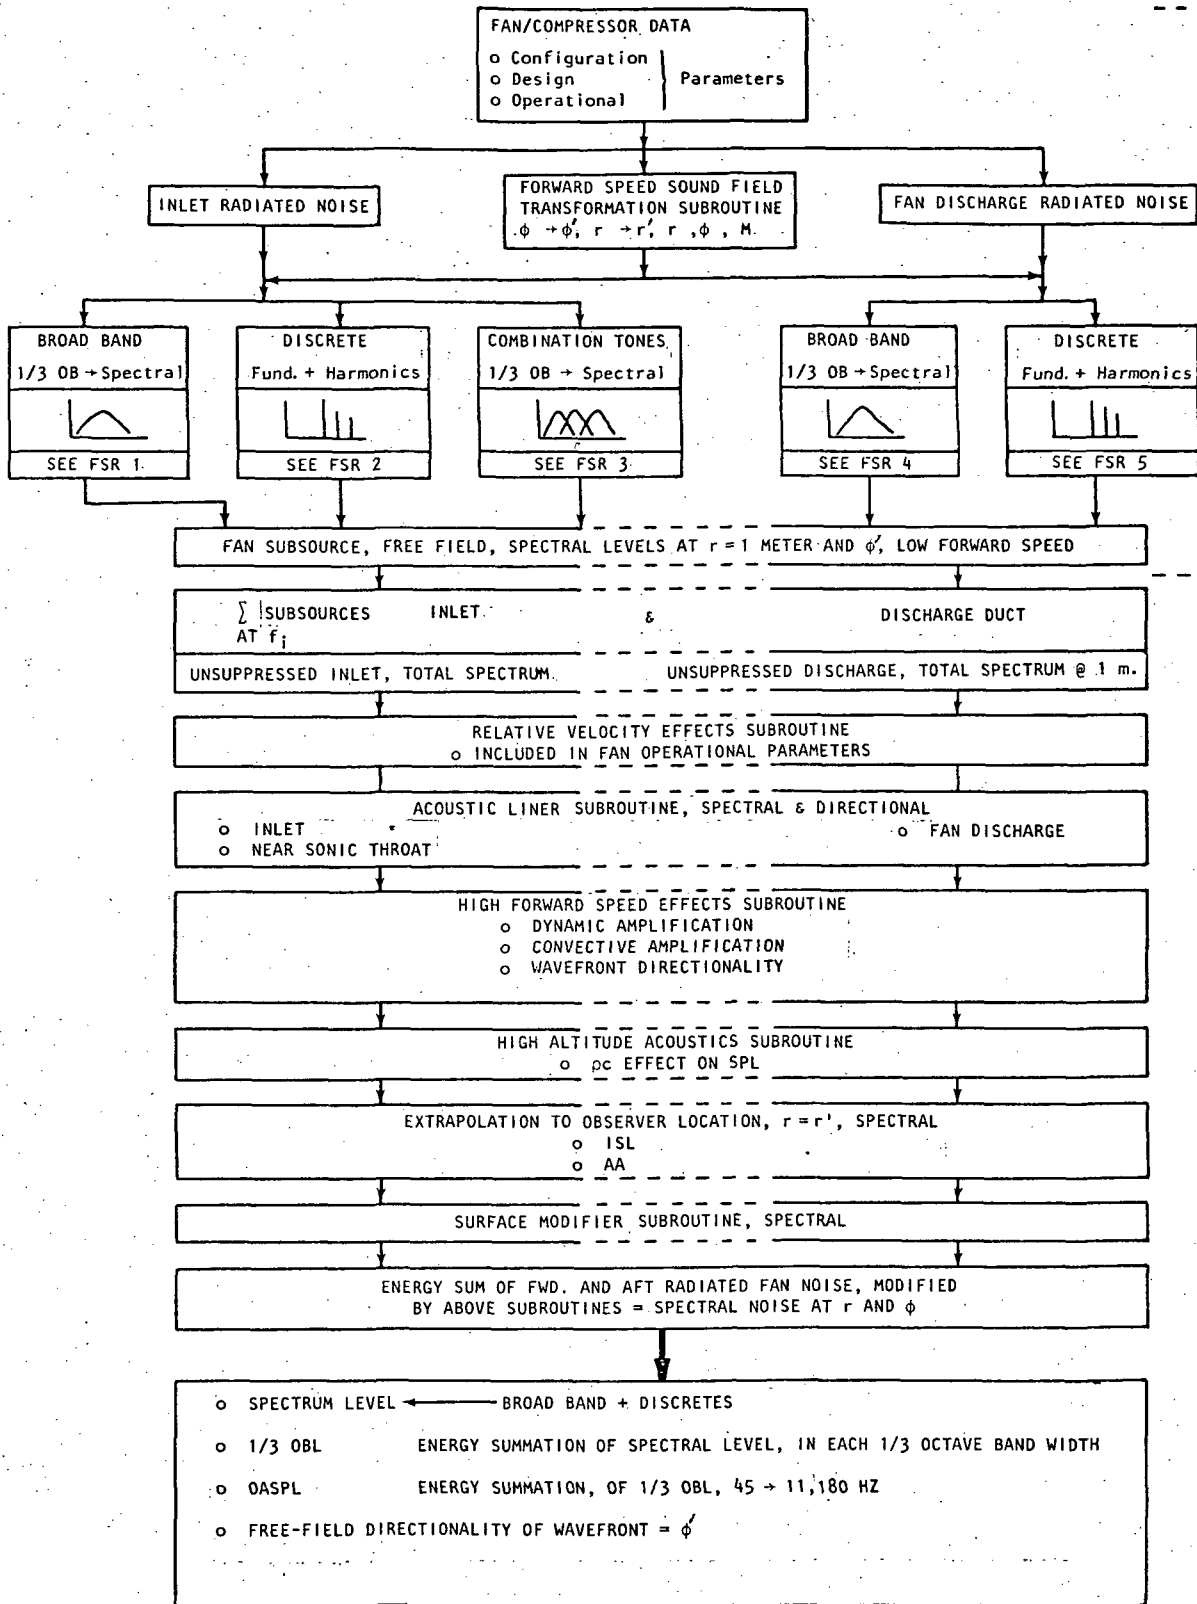 FAN/COMPRESSOR DATA
o Configuration
o Design
o Operational
Parameters
INLET RADIATED NOISE
FORWARD SPEED SOUND FIELD
TRANSFORMATION SUBROUTINE
ϕ → ϕ′, r → r′, r , ϕ , M.
FAN DISCHARGE RADIATED NOISE
BROAD BAND
1/3 OB → Spectral
SEE FSR 1
DISCRETE
Fund. + Harmonics
SEE FSR 2
COMBINATION TONES
1/3 OB → Spectral
SEE FSR 3
BROAD BAND
1/3 OB → Spectral
SEE FSR 4
DISCRETE
Fund. + Harmonics
SEE FSR 5
FAN SUBSOURCE, FREE FIELD, SPECTRAL LEVELS AT r = 1 METER AND ϕ′, LOW FORWARD SPEED
∑ SUBSOURCES INLET & DISCHARGE DUCT
AT fi
UNSUPPRESSED INLET, TOTAL SPECTRUM UNSUPPRESSED DISCHARGE, TOTAL SPECTRUM @ 1 m.
RELATIVE VELOCITY EFFECTS SUBROUTINE
o INCLUDED IN FAN OPERATIONAL PARAMETERS
ACOUSTIC LINER SUBROUTINE, SPECTRAL & DIRECTIONAL
o INLET o FAN DISCHARGE
o NEAR SONIC THROAT
HIGH FORWARD SPEED EFFECTS SUBROUTINE
o DYNAMIC AMPLIFICATION
o CONVECTIVE AMPLIFICATION
o WAVEFRONT DIRECTIONALITY
HIGH ALTITUDE ACOUSTICS SUBROUTINE
o ρc EFFECT ON SPL
EXTRAPOLATION TO OBSERVER LOCATION, r = r', SPECTRAL
o ISL
o AA
SURFACE MODIFIER SUBROUTINE, SPECTRAL
ENERGY SUM OF FWD. AND AFT RADIATED FAN NOISE, MODIFIED
BY ABOVE SUBROUTINES = SPECTRAL NOISE AT r AND ϕ
o SPECTRUM LEVEL ← BROAD BAND + DISCRETES
o 1/3 OBL ENERGY SUMMATION OF SPECTRAL LEVEL, IN EACH 1/3 OCTAVE BAND WIDTH
o OASPL ENERGY SUMMATION, OF 1/3 OBL, 45 → 11,180 HZ
o FREE-FIELD DIRECTIONALITY OF WAVEFRONT = ϕ′